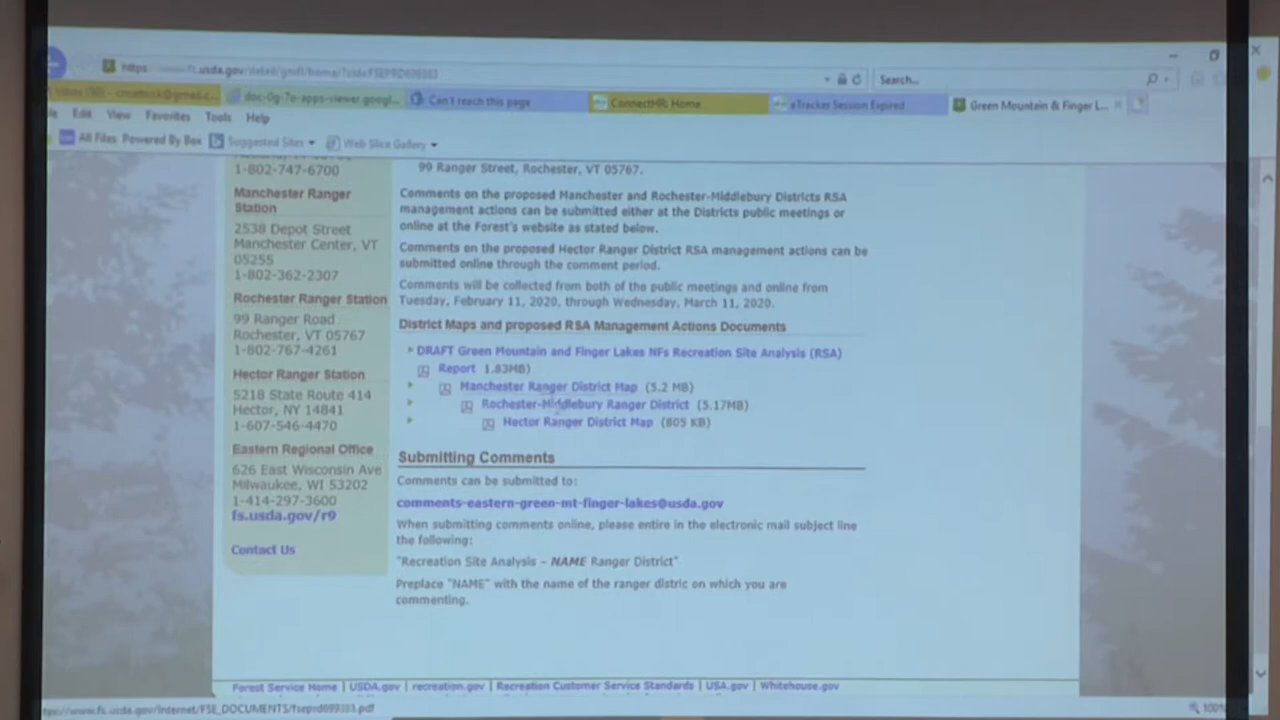 Search...
doc-0g-7o-apps-viewer.googl...
Can't reach this page
ConnectHR: Home
eTracker Session Expired
Green Mountain & Finger L...
Edit View Favorites Tools Help
All Files Powered By Box Suggested Sites Web Slice Gallery
1-802-747-6700
Manchester Ranger
Station
2538 Depot Street
Manchester Center, VT
05255
1-802-362-2307
Rochester Ranger Station
99 Ranger Road
Rochester, VT 05767
1-802-767-4261
Hector Ranger Station
5218 State Route 414
Hector, NY 14841
1-607-546-4470
Eastern Regional Office
626 East Wisconsin Ave
Milwaukee, WI 53202
1-414-297-3600
fs.usda.gov/r9
Contact Us
99 Ranger Street, Rochester, VT 05767.
Comments on the proposed Manchester and Rochester-Middlebury Districts RSA
management actions can be submitted either at the Districts public meetings or
online at the Forest's website as stated below.
Comments on the proposed Hector Ranger District RSA management actions can be
submitted online through the comment period.
Comments will be collected from both of the public meetings and online from
Tuesday, February 11, 2020, through Wednesday, March 11, 2020.
District Maps and proposed RSA Management Actions Documents
DRAFT Green Mountain and Finger Lakes NFs Recreation Site Analysis (RSA)
Report 1.83MB)
Manchester Ranger District Map (5.2 MB)
Rochester-Middlebury Ranger District (5.17MB)
Hector Ranger District Map (805 KB)
Submitting Comments
Comments can be submitted to:
comments-eastern-green-mt-finger-lakes@usda.gov
When submitting comments online, please entire in the electronic mail subject line
the following:
"Recreation Site Analysis – NAME Ranger District"
Preplace "NAME" with the name of the ranger distric on which you are
commenting.
Forest Service Home | USDA.gov | recreation.gov | Recreation Customer Service Standards | USA.gov | Whitehouse.gov
100%